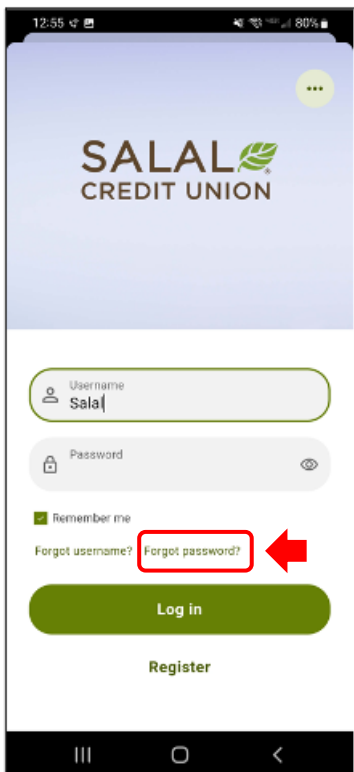 12:55 80%
SALAL
CREDIT UNION
Username
Salal
Password
Remember me
Forgot username? Forgot password?
Log in
Register